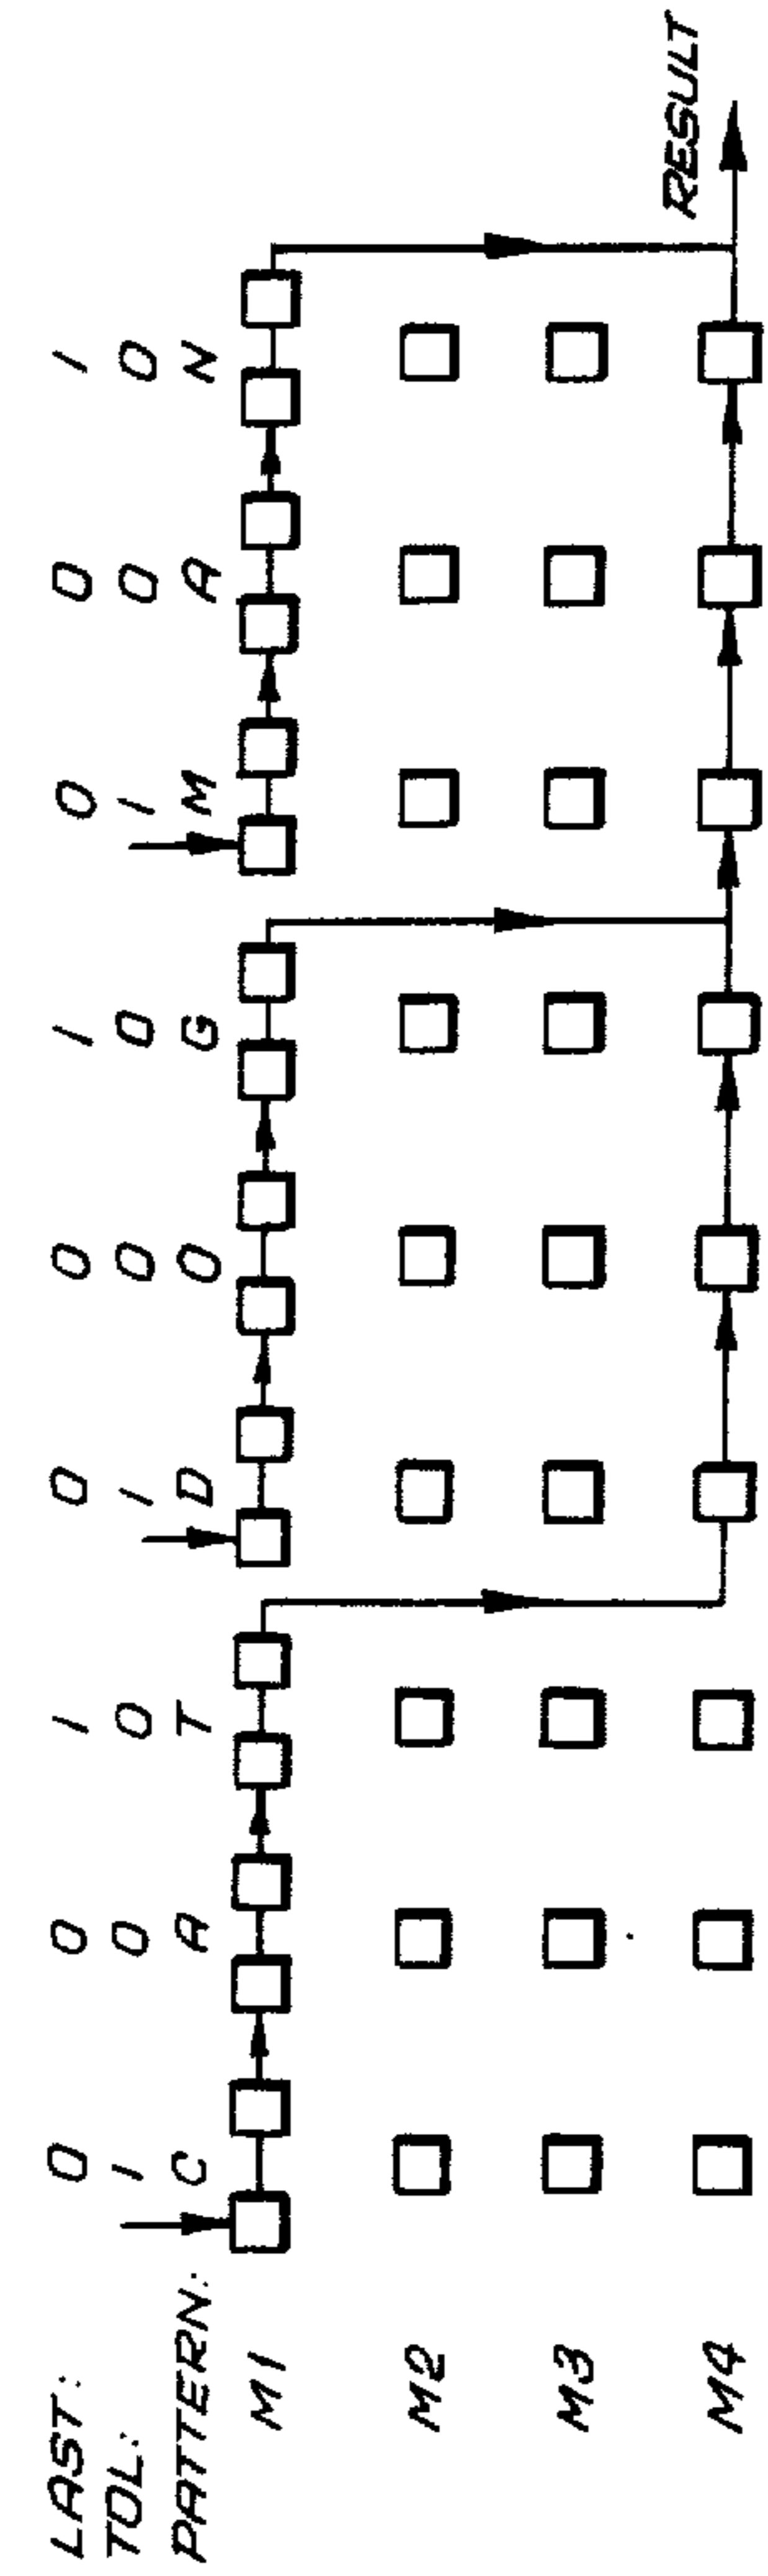 LAST: 0 0 1 0 0 1 0 0 1
TOL: 1 0 0 1 0 0 1 0 0
PATTERN: C A T D O G M A N
M1
M2
M3
RESULT
M4